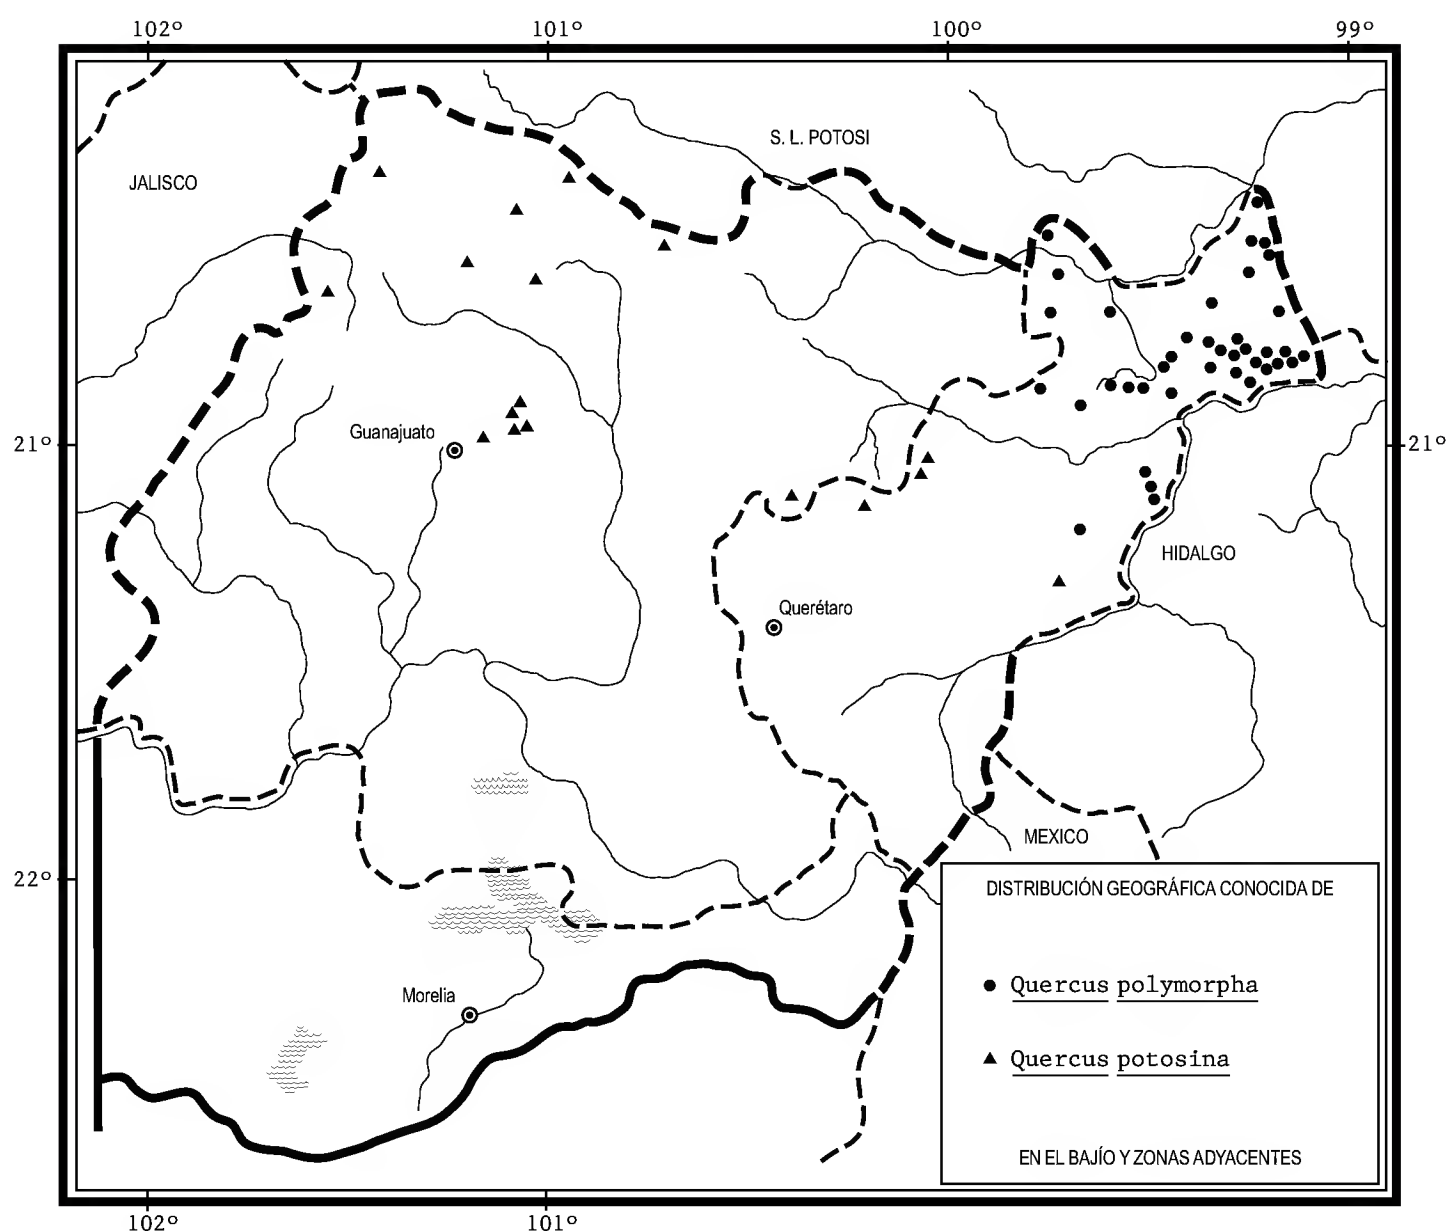 102° 101° 100° 99°
S. L. POTOSI
JALISCO
Guanajuato
21° 21°
HIDALGO
Querétaro
MEXICO
22°
DISTRIBUCIÓN GEOGRÁFICA CONOCIDA DE
Quercus polymorpha
Morelia
Quercus potosina
EN EL BAJÍO Y ZONAS ADYACENTES
102° 101°